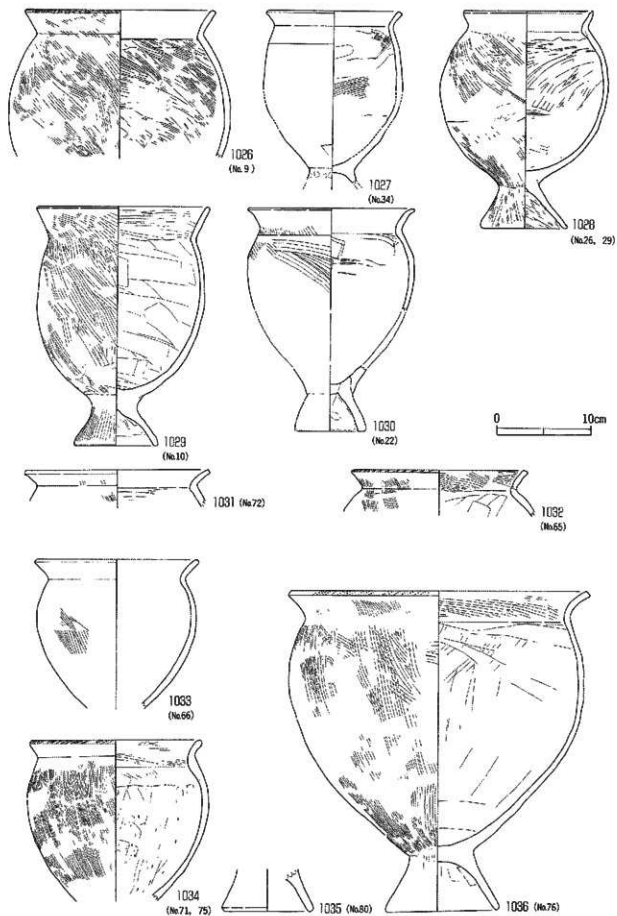 1026
(No.9)
1027
(No.34)
1028
(No.26, 29)
1029
(No.10)
1030
(No.22)
0 10cm
1031 (No.72)
1032
(No.65)
1033
(No.66)
1034
(No.71, 75)
1035 (No.80)
1036 (No.76)